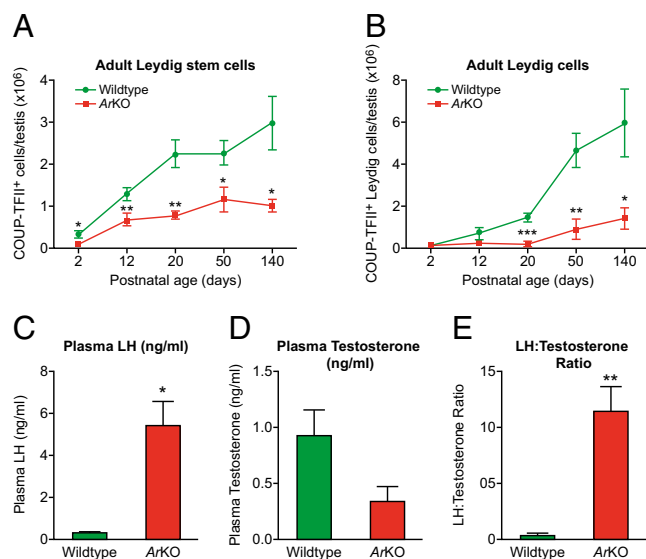 A
Adult Leydig stem cells
COUP-TFII⁺ cells/testis (x10⁶)
4
3
2
1
0
Wildtype
ArKO
*
**
**
*
*
2
12
20
50
140
Postnatal age (days)
B
Adult Leydig cells
COUP-TFII⁺ Leydig cells/testis (x10⁶)
8
6
4
2
0
Wildtype
ArKO
***
**
*
2
12
20
50
140
Postnatal age (days)
C
Plasma LH (ng/ml)
Plasma LH (ng/ml)
8
6
4
2
0
*
Wildtype
ArKO
D
Plasma Testosterone
(ng/ml)
Plasma Testosterone (ng/ml)
1.5
1.0
0.5
0
Wildtype
ArKO
E
LH:Testosterone
Ratio
LH:Testosterone Ratio
15
10
05
0
**
Wildtype
ArKO